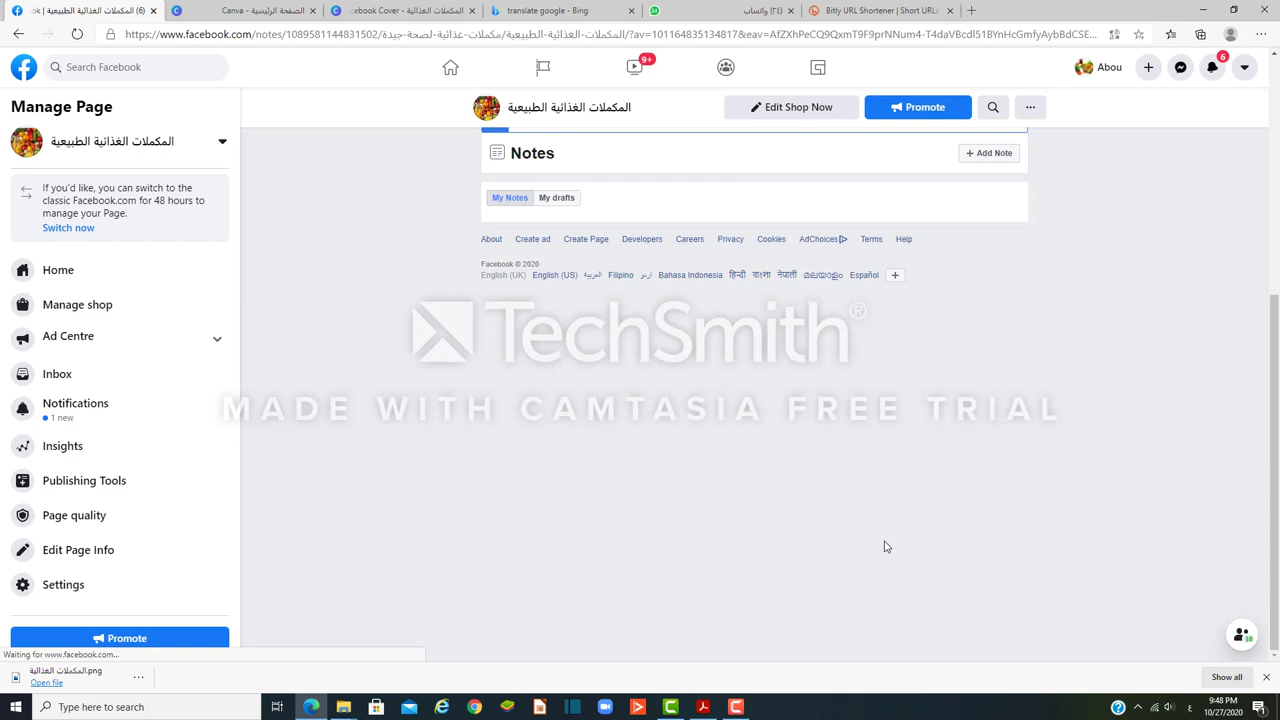 ok | المكملات الغذائية (6)
Canva - الصفحة الرئيسية
cebook Cover - المكملات الغذائية
translate google - Bing
(24) واتساب
Bitly URL Shortener | Short URLs
https://www.facebook.com/notes/1089581144831502/المكملات-الغذائية-الطبيعية/مكملات-غذائية-لصحة-جيدة/
Search Facebook
9+
Abou
6
Manage Page
المكملات الغذائية الطبيعية
Edit Shop Now
Promote
المكملات الغذائية الطبيعية
If you'd like, you can switch to the
classic Facebook.com for 48 hours to
manage your Page.
Switch now
Notes
Add Note
My Notes
My drafts
About Create ad Create Page Developers Careers Privacy Cookies AdChoices Terms Help
Facebook © 2020
English (UK) English (US) العربية Filipino اردو Bahasa Indonesia हिन्दी বাংলা नेपाली മലയാളം Español
Home
Manage shop
Ad Centre
Inbox
Notifications
1 new
Insights
Publishing Tools
Page quality
Edit Page Info
Settings
Promote
TechSmith®
MADE WITH CAMTASIA FREE TRIAL
38
Waiting for www.facebook.com...
المكملات الغذائية.png
Open file
Show all
Type here to search
9:48 PM
10/27/2020
1